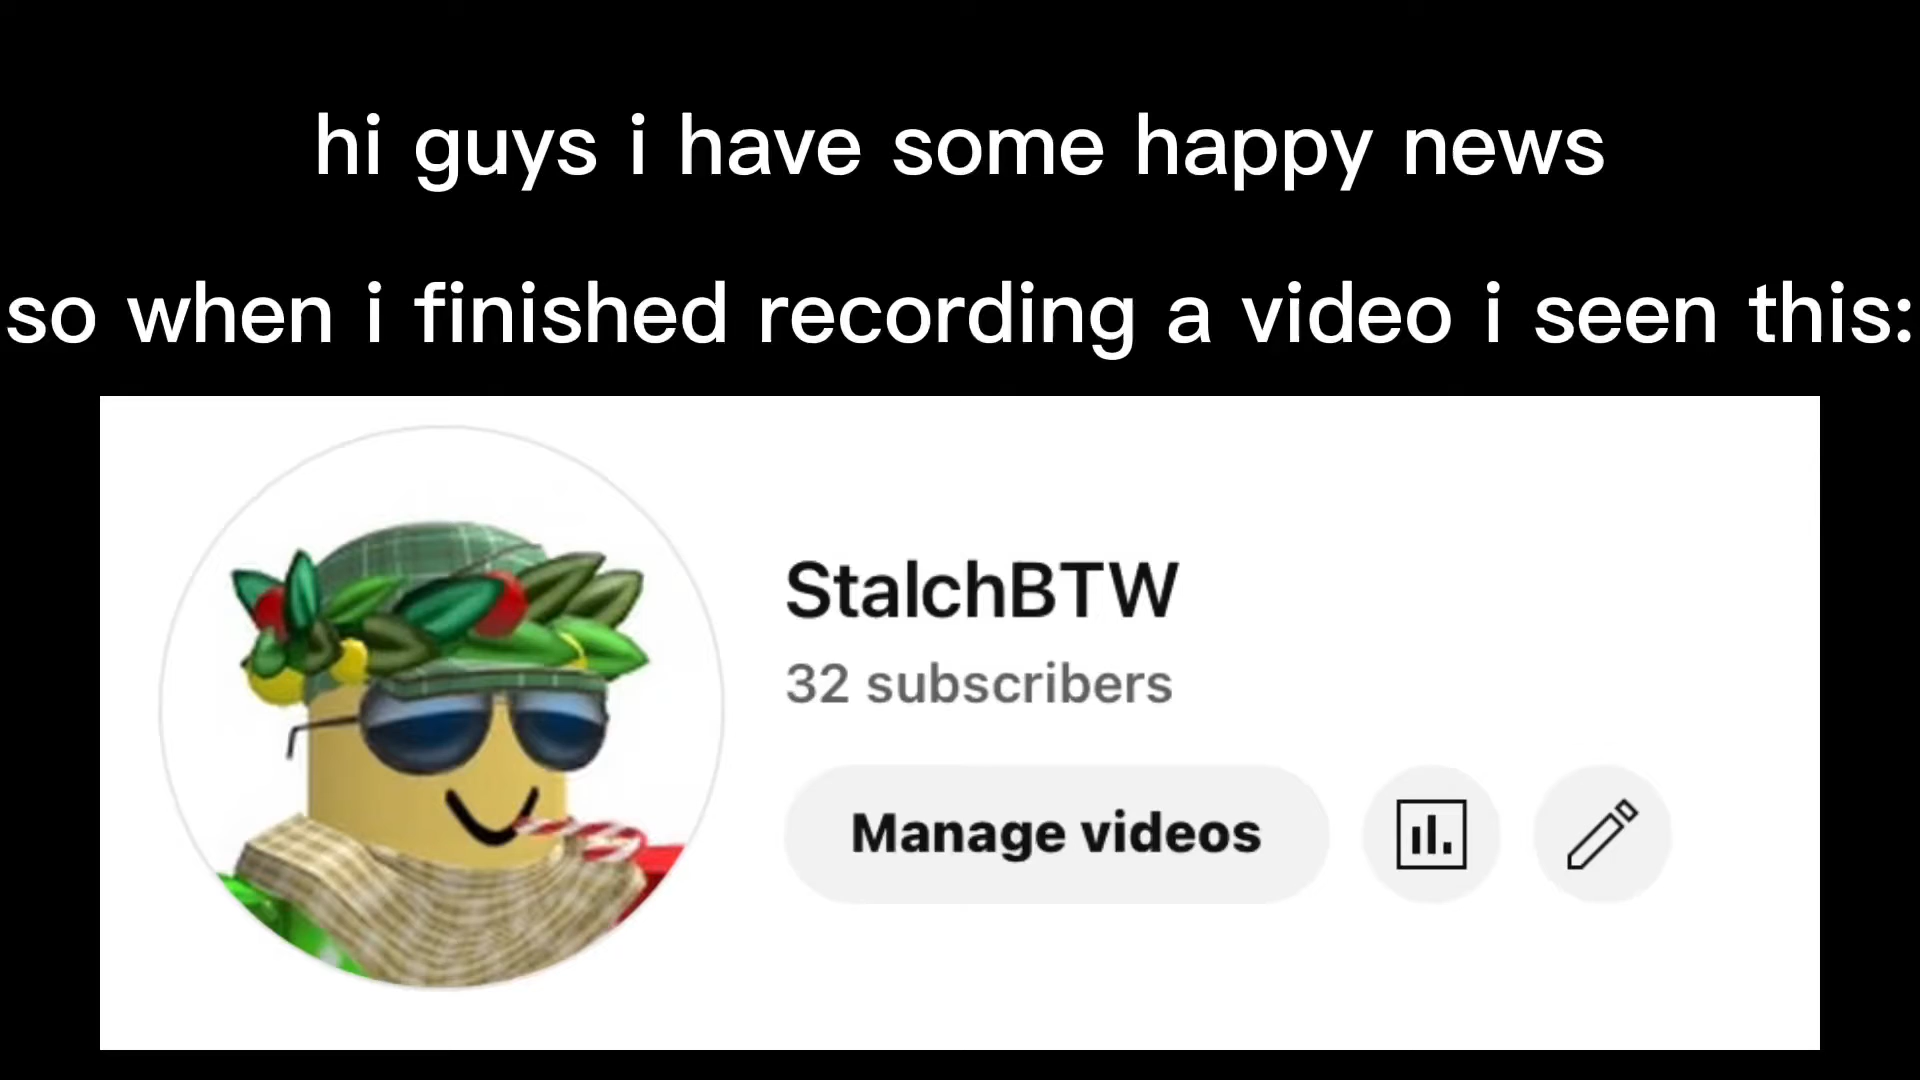 hi guys i have some happy news
so when i finished recording a video i seen this:
StalchBTW
32 subscribers
Manage videos